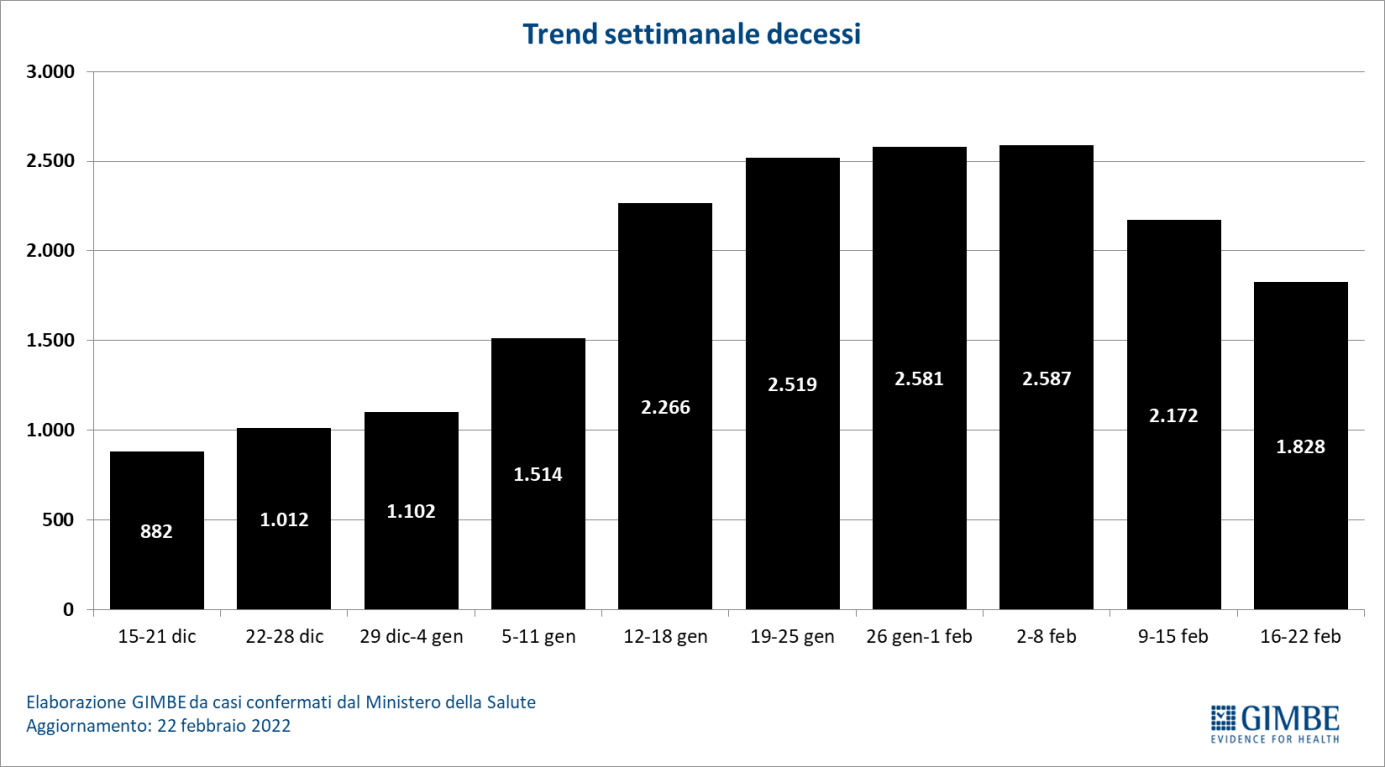 Trend settimanale decessi
3.000
2.500
2.000
1.500
1.000
500
0
882
1.012
1.102
1.514
2.266
2.519
2.581
2.587
2.172
1.828
15-21 dic
22-28 dic
29 dic-4 gen
5-11 gen
12-18 gen
19-25 gen
26 gen-1 feb
2-8 feb
9-15 feb
16-22 feb
Elaborazione GIMBE da casi confermati dal Ministero della Salute
Aggiornamento: 22 febbraio 2022
GIMBE
EVIDENCE FOR HEALTH